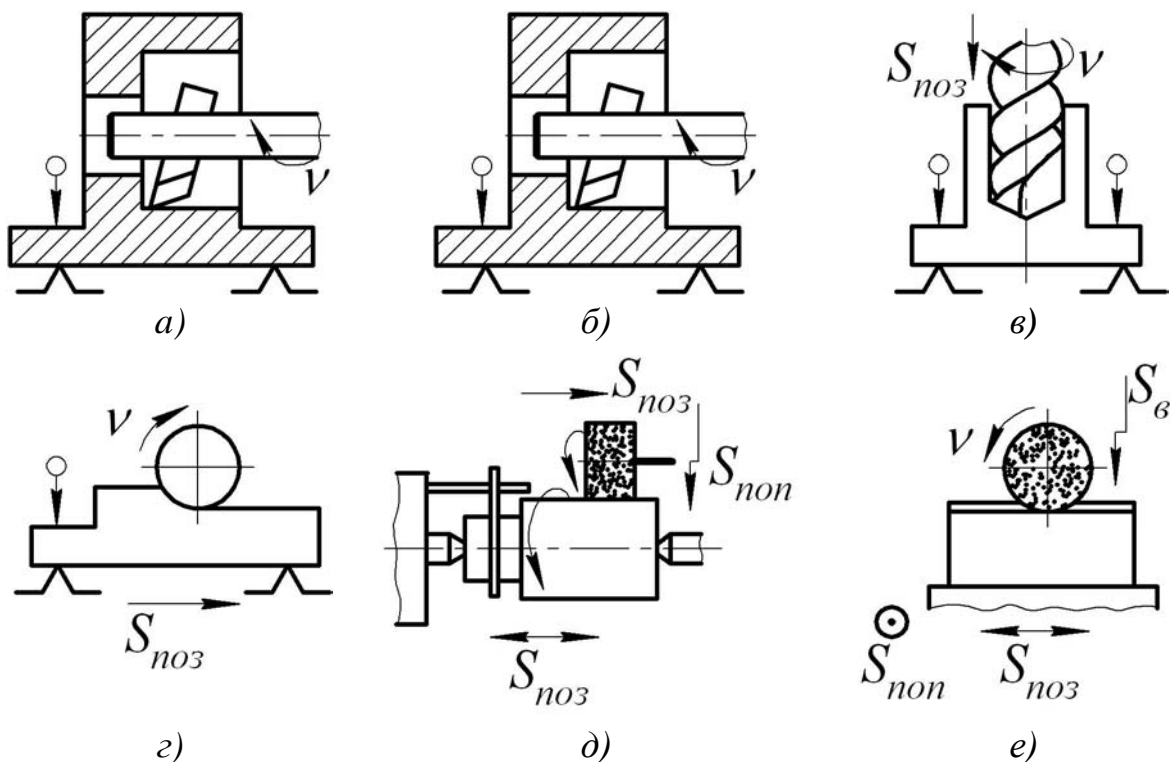 ν
ν
S поз
ν
а)
б)
в)
ν
S поз
S поп
S поз
г)
S поз
д)
ν
S в
S поп
S поз
е)